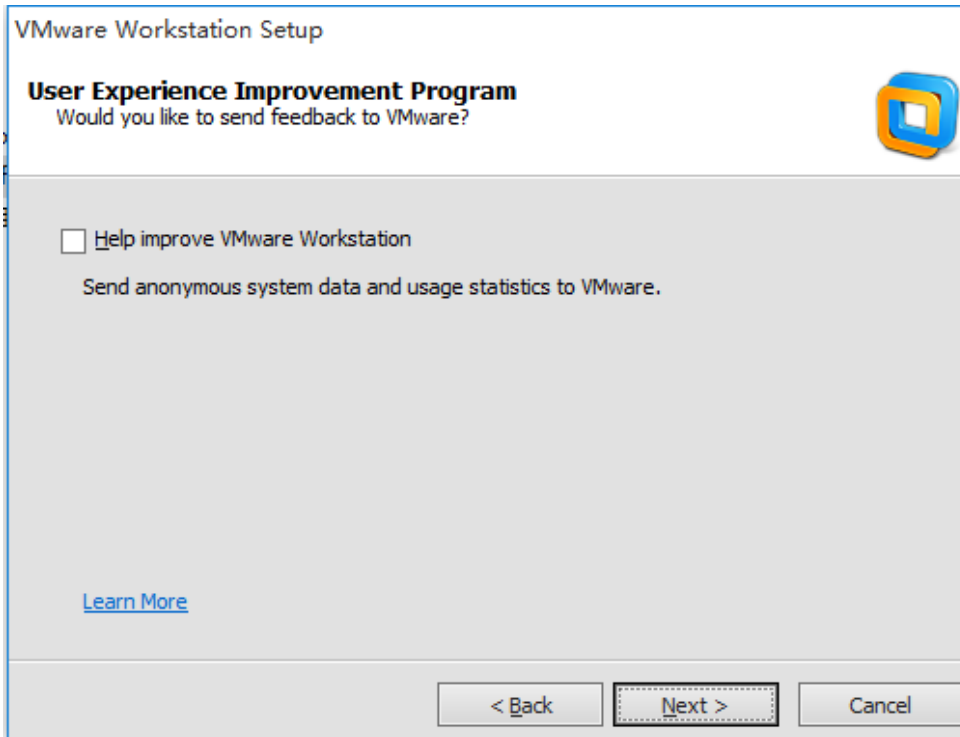 VMware Workstation Setup
User Experience Improvement Program
Would you like to send feedback to VMware?
Help improve VMware Workstation
Send anonymous system data and usage statistics to VMware.
Learn More
< Back
Next >
Cancel